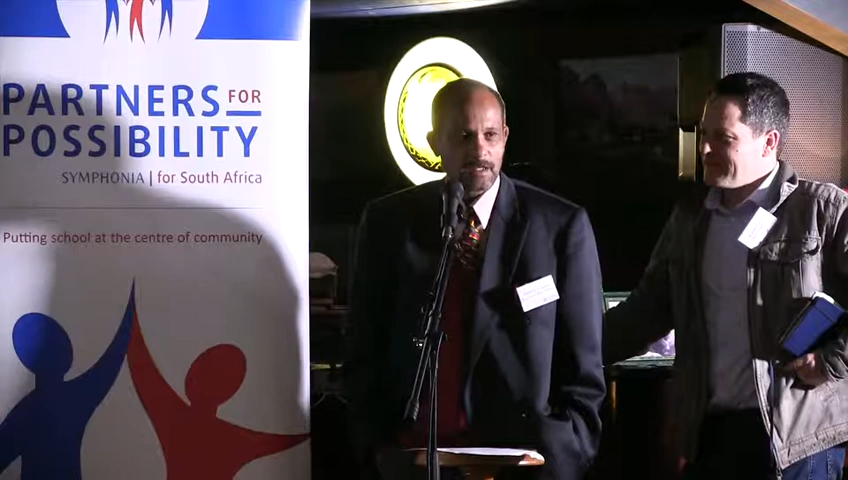 PARTNERS FOR
POSSIBILITY
SYMPHONIA | for South Africa
Putting school at the centre of community